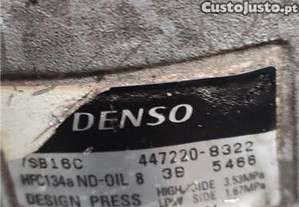 CustoJusto.pt
DENSO
7SB16C 447220-8322
HFC134a ND-OIL 8 3B 5466
DESIGN PRESS HIGH/SIDE 3.53MPa
LOW SIDE 1.67MPa